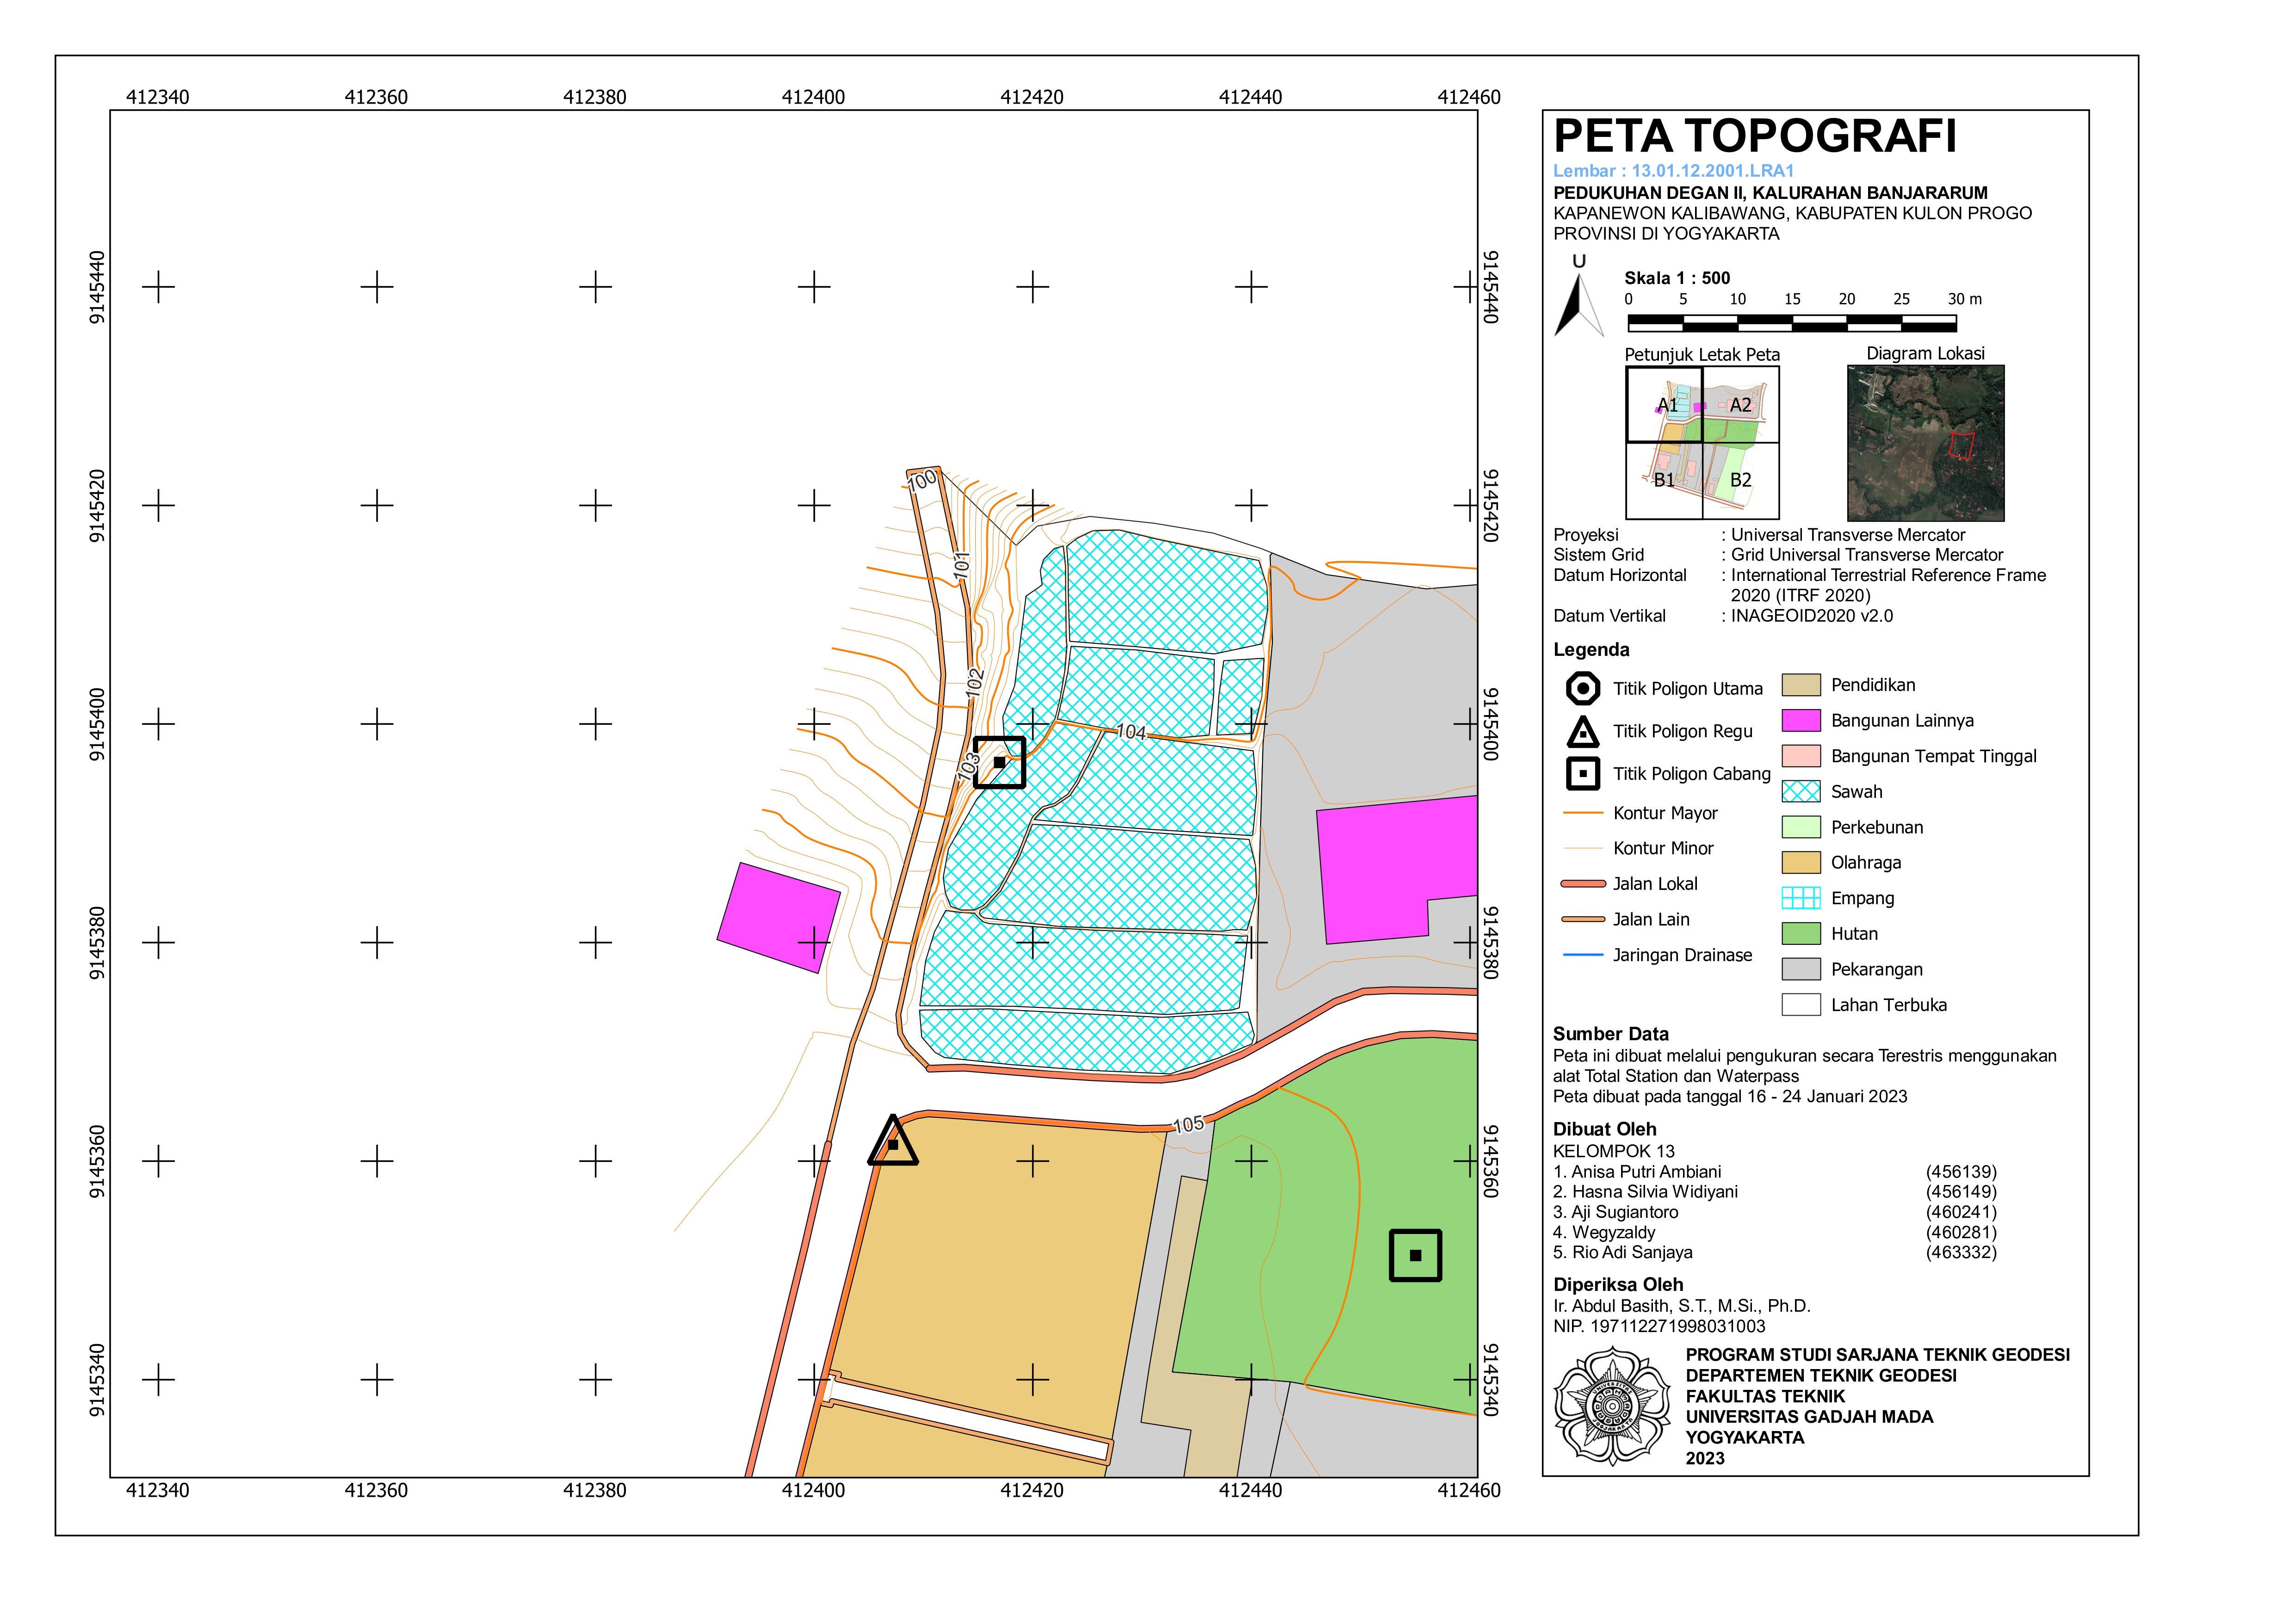 412340 412360 412380 412400 412420 412440 412460
9145440 9145440
9145420 9145420
9145400 9145400
9145380 9145380
9145360 9145360
9145340 9145340
100
101
102
103
104
105
412340 412360 412380 412400 412420 412440 412460
PETA TOPOGRAFI
Lembar : 13.01.12.2001.LRA1
PEDUKUHAN DEGAN II, KALURAHAN BANJARARUM
KAPANEWON KALIBAWANG, KABUPATEN KULON PROGO
PROVINSI DI YOGYAKARTA
U
Skala 1 : 500
0 5 10 15 20 25 30 m
Petunjuk Letak Peta
A1 A2
B1 B2
Diagram Lokasi
Proyeksi : Universal Transverse Mercator
Sistem Grid : Grid Universal Transverse Mercator
Datum Horizontal : International Terrestrial Reference Frame
2020 (ITRF 2020)
Datum Vertikal : INAGEOID2020 v2.0
Legenda
Titik Poligon Utama
Titik Poligon Regu
Titik Poligon Cabang
Kontur Mayor
Kontur Minor
Jalan Lokal
Jalan Lain
Jaringan Drainase
Pendidikan
Bangunan Lainnya
Bangunan Tempat Tinggal
Sawah
Perkebunan
Olahraga
Empang
Hutan
Pekarangan
Lahan Terbuka
Sumber Data
Peta ini dibuat melalui pengukuran secara Terestris menggunakan
alat Total Station dan Waterpass
Peta dibuat pada tanggal 16 - 24 Januari 2023
Dibuat Oleh
KELOMPOK 13
1. Anisa Putri Ambiani (456139)
2. Hasna Silvia Widiyani (456149)
3. Aji Sugiantoro (460241)
4. Wegyzaldy (460281)
5. Rio Adi Sanjaya (463332)
Diperiksa Oleh
Ir. Abdul Basith, S.T., M.Si., Ph.D.
NIP. 197112271998031003
PROGRAM STUDI SARJANA TEKNIK GEODESI
DEPARTEMEN TEKNIK GEODESI
FAKULTAS TEKNIK
UNIVERSITAS GADJAH MADA
YOGYAKARTA
2023